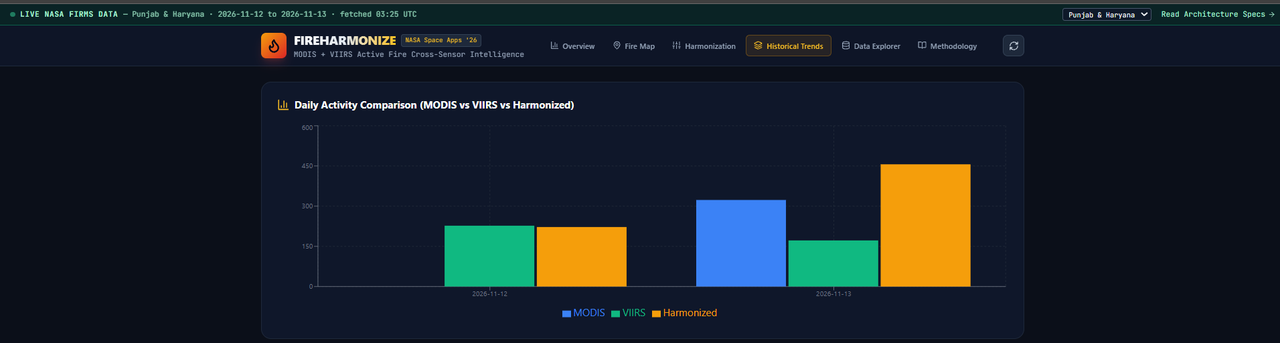 LIVE NASA FIRMS DATA — Punjab & Haryana · 2026-11-12 to 2026-11-13 · fetched 03:25 UTC
Punjab & Haryana
Read Architecture Specs →
FIREHARMONIZE
NASA Space Apps '26
MODIS + VIIRS Active Fire Cross-Sensor Intelligence
Overview
Fire Map
Harmonization
Historical Trends
Data Explorer
Methodology
Daily Activity Comparison (MODIS vs VIIRS vs Harmonized)
600
450
300
150
0
2026-11-12
2026-11-13
MODIS
VIIRS
Harmonized